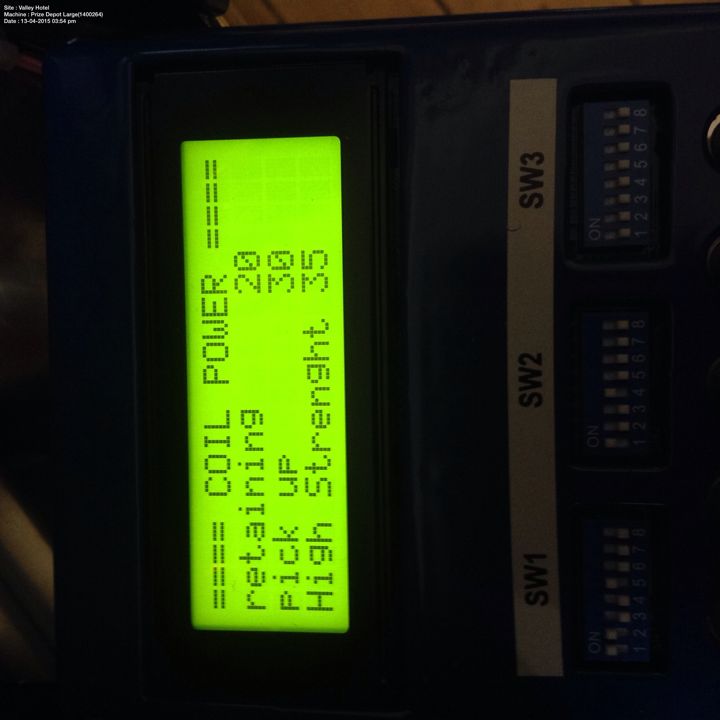 Site : Valley Hotel
Machine : Prize Depot Large(1400264)
Date : 13-04-2015 03:54 pm
==== COIL POWER ====
retaining 20
Pick uP 30
High Strenght 35
SW1
SW2
SW3
ON
1 2 3 4 5 6 7 8
ON
1 2 3 4 5 6 7 8
ON
1 2 3 4 5 6 7 8